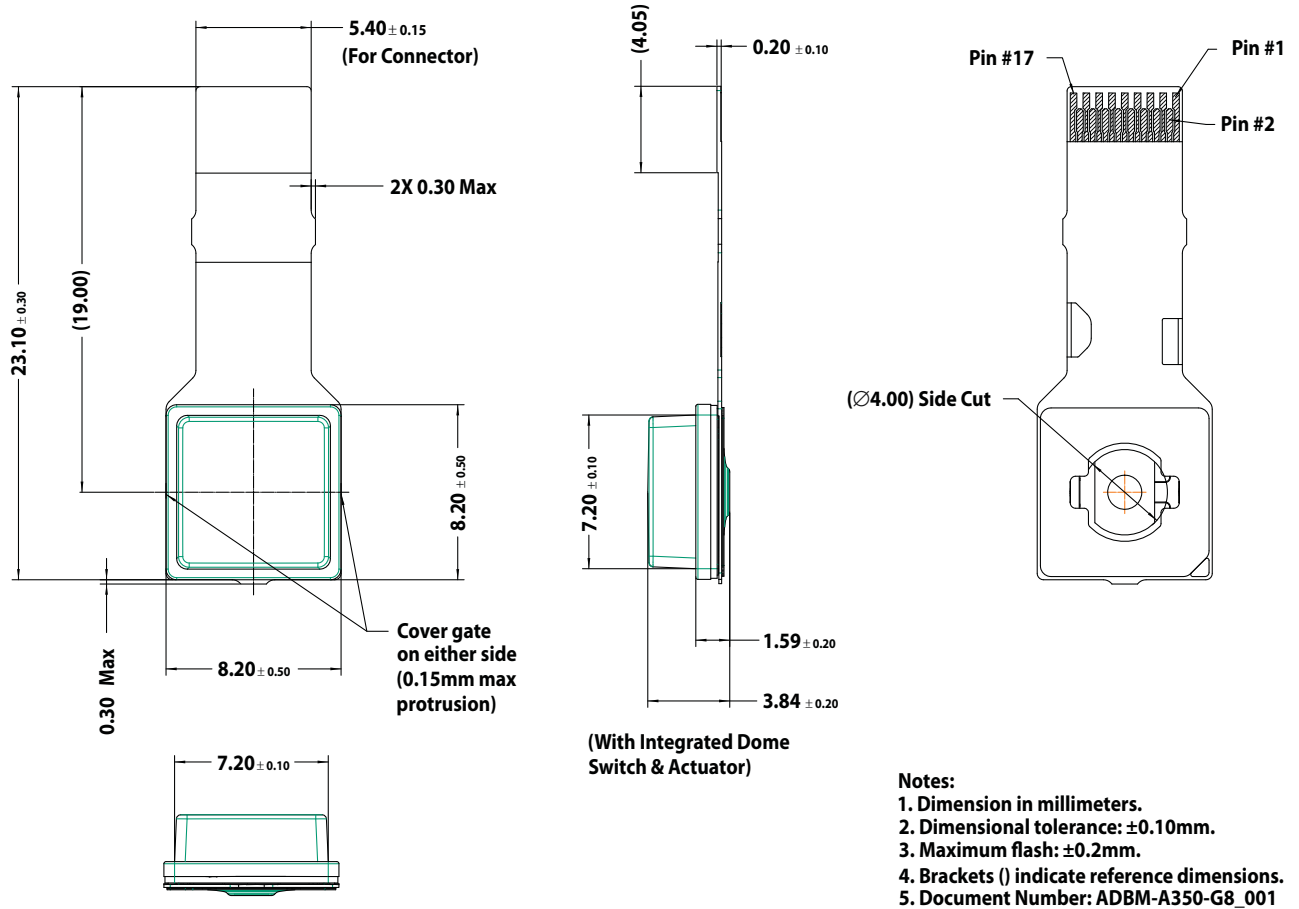 5.40 ± 0.15
(For Connector)
2X 0.30 Max
23.10 ± 0.30
(19.00)
8.20 ± 0.50
Cover gate
on either side
(0.15mm max
protrusion)
8.20 ± 0.50
0.30 Max
7.20 ± 0.10
(4.05)
0.20 ± 0.10
7.20 ± 0.10
1.59 ± 0.20
3.84 ± 0.20
(With Integrated Dome
Switch & Actuator)
Pin #17
Pin #1
Pin #2
(∅4.00) Side Cut
Notes:
1. Dimension in millimeters.
2. Dimensional tolerance: ±0.10mm.
3. Maximum flash: ±0.2mm.
4. Brackets () indicate reference dimensions.
5. Document Number: ADBM-A350-G8_001